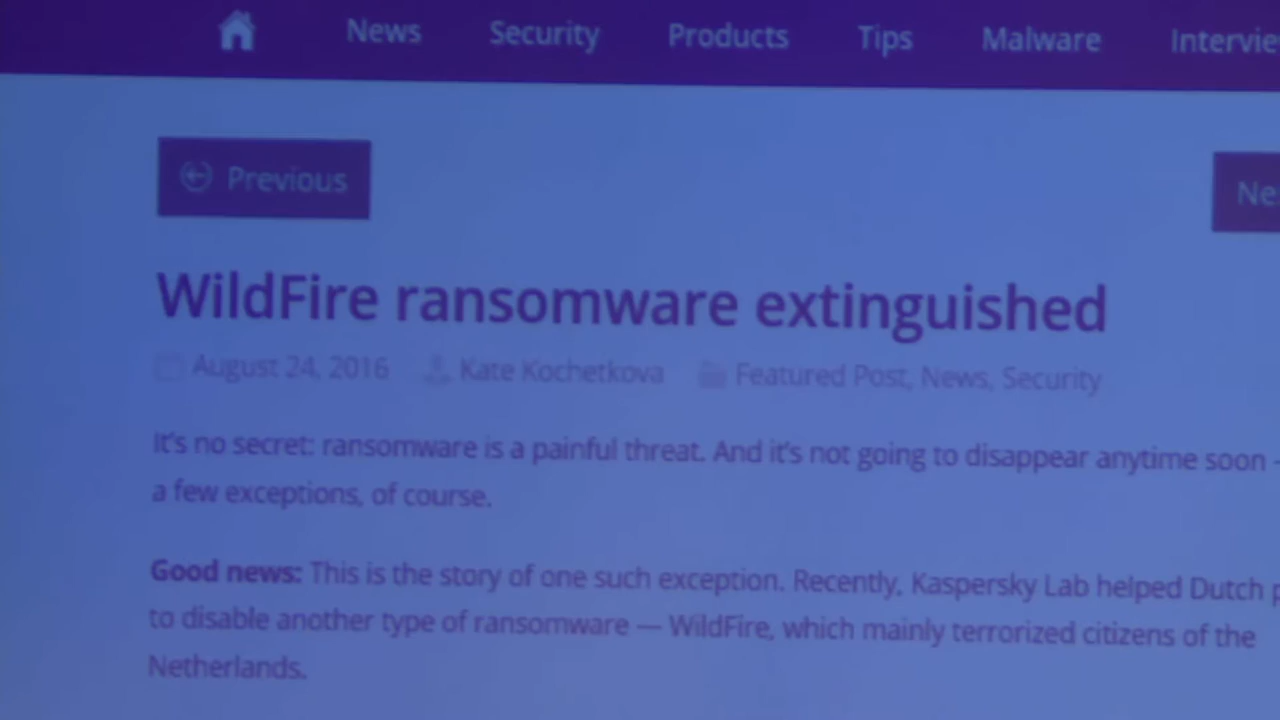 News Security Products Tips Malware
Previous
WildFire ransomware extinguished
August 24, 2016 Kate Kochetkova Featured Post, News, Security
It's no secret: ransomware is a painful threat. And it's not going to disappear anytime soon -
a few exceptions, of course.
Good news: This is the story of one such exception. Recently, Kaspersky Lab helped Dutch
to disable another type of ransomware — WildFire, which mainly terrorized citizens of the
Netherlands.